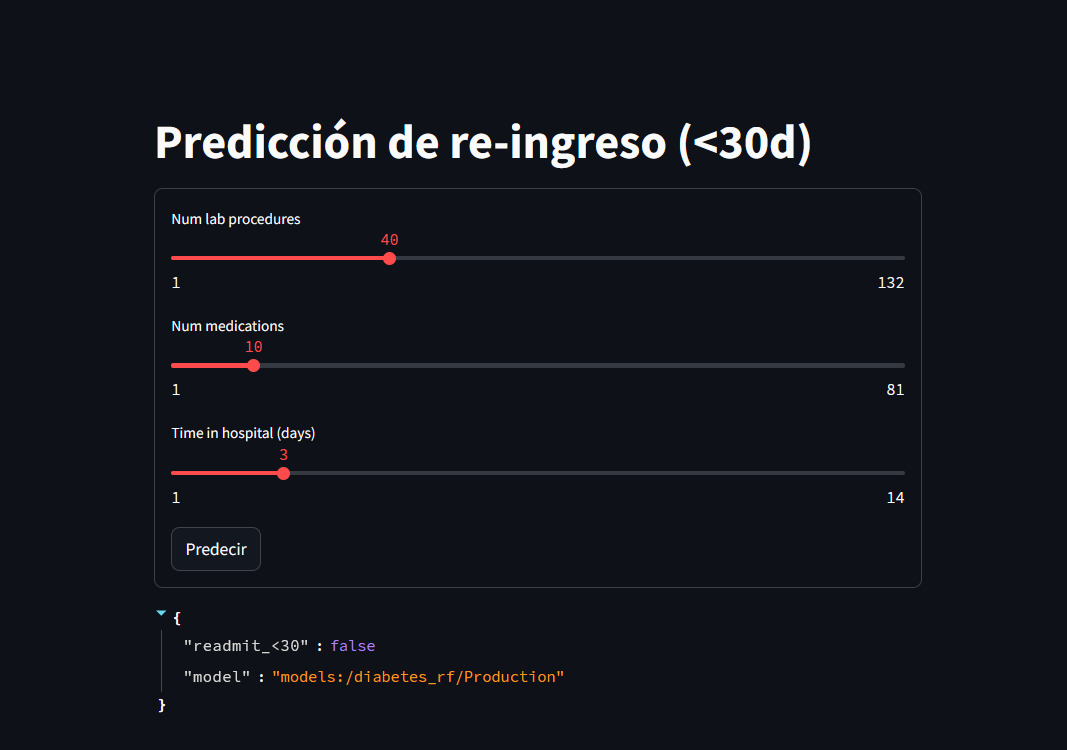 Predicción de re-ingreso (<30d)
Num lab procedures
40
1 132
Num medications
10
1 81
Time in hospital (days)
3
1 14
Predecir
{
"readmit_<30" : false
"model" : "models:/diabetes_rf/Production"
}